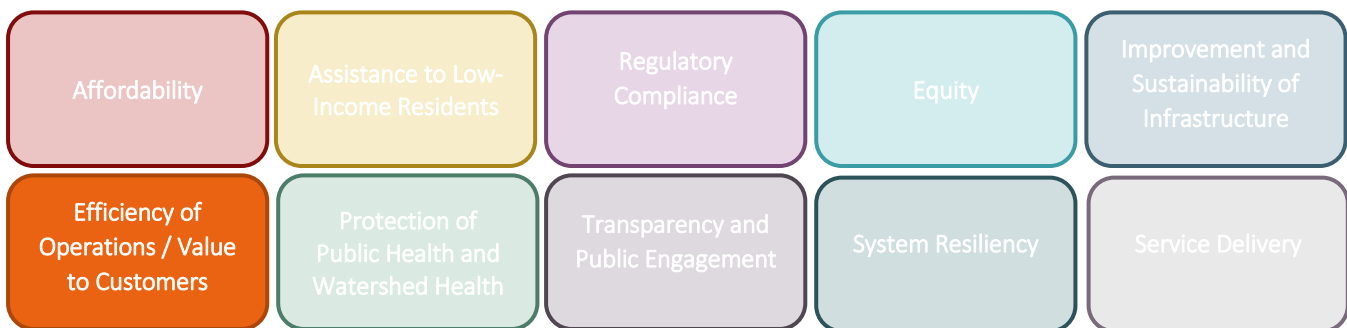 Affordability
Assistance to Low-
Income Residents
Regulatory
Compliance
Equity
Improvement and
Sustainability of
Infrastructure
Efficiency of
Operations / Value
to Customers
Protection of
Public Health and
Watershed Health
Transparency and
Public Engagement
System Resiliency
Service Delivery